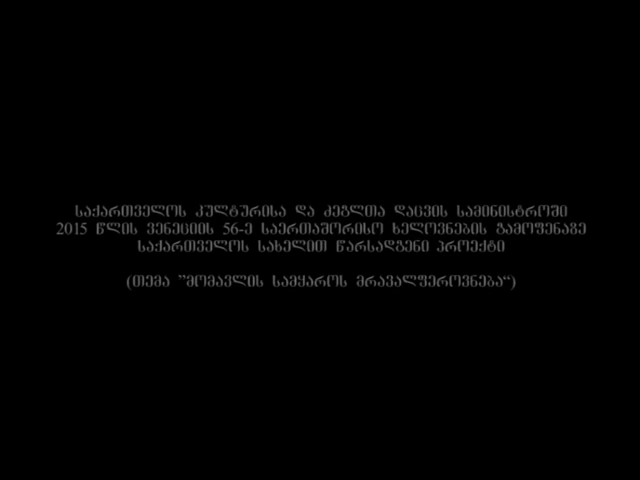 საქართველოს კულტურისა და ძეგლთა დაცვის სამინისტროში
2015 წლის ვენეციის 56-ე საერთაშორისო ხელოვნების გამოფენაზე
საქართველოს სახელით წარსადგენი პროექტი
(თემა ”მომავლის სამყაროს მრავალფეროვნება“)